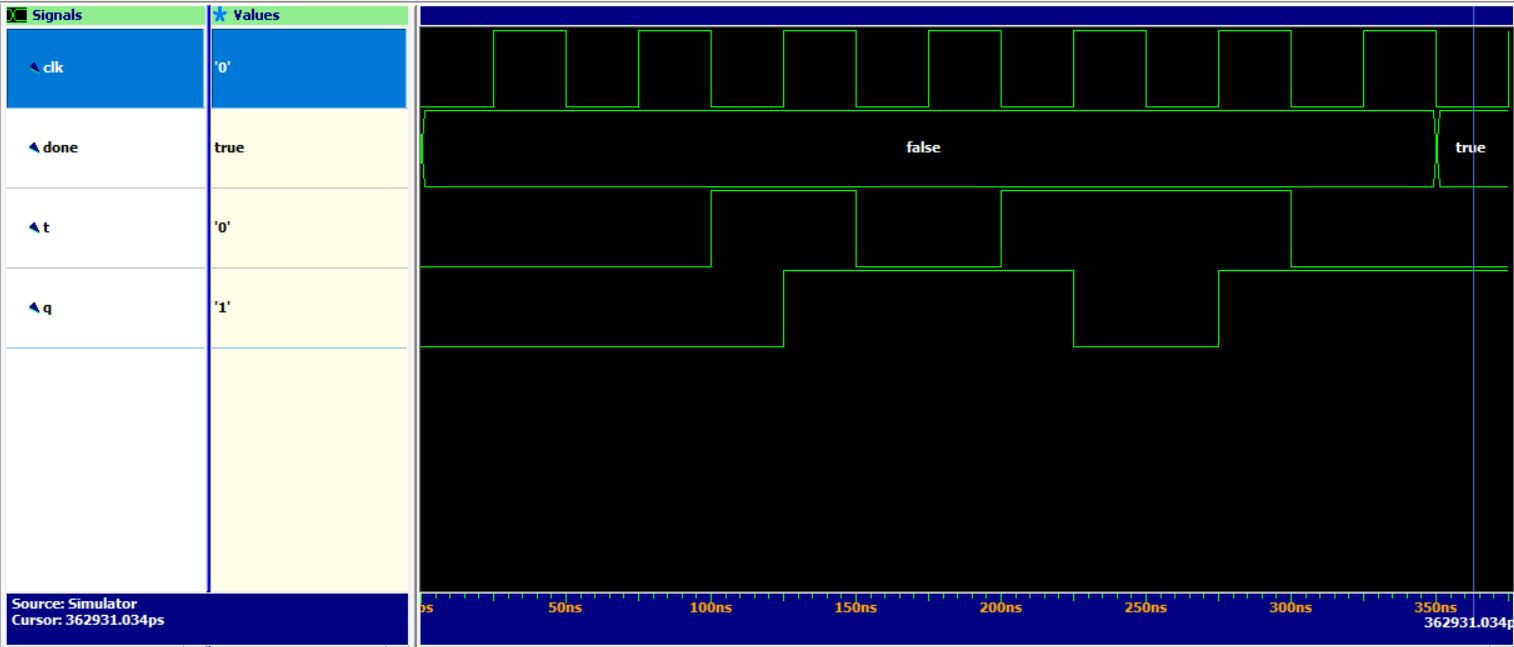 Signals Values
clk '0'
done true false true
t '0'
q '1'
ps 50ns 100ns 150ns 200ns 250ns 300ns 350ns
Source: Simulator
Cursor: 362931.034ps 362931.034p